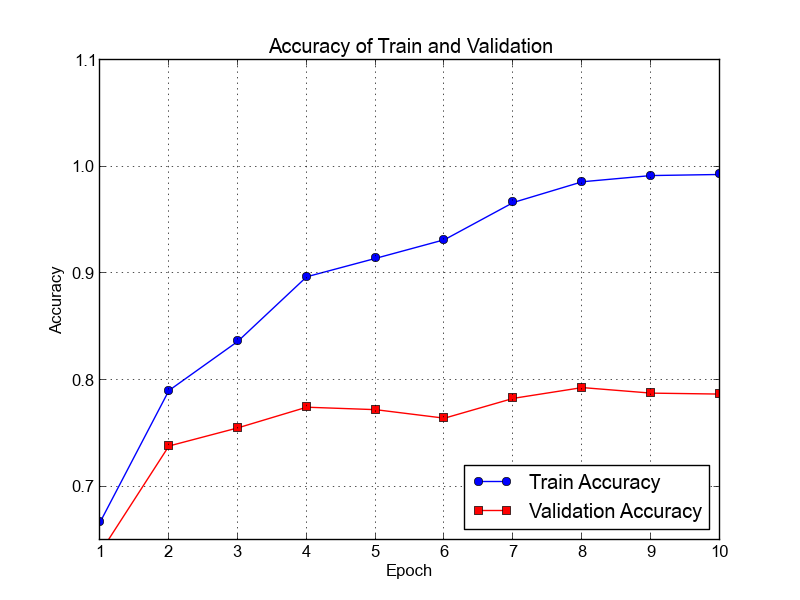 Accuracy of Train and Validation
Accuracy
1.1
1.0
0.9
0.8
0.7
Train Accuracy
Validation Accuracy
1 2 3 4 5 6 7 8 9 10
Epoch